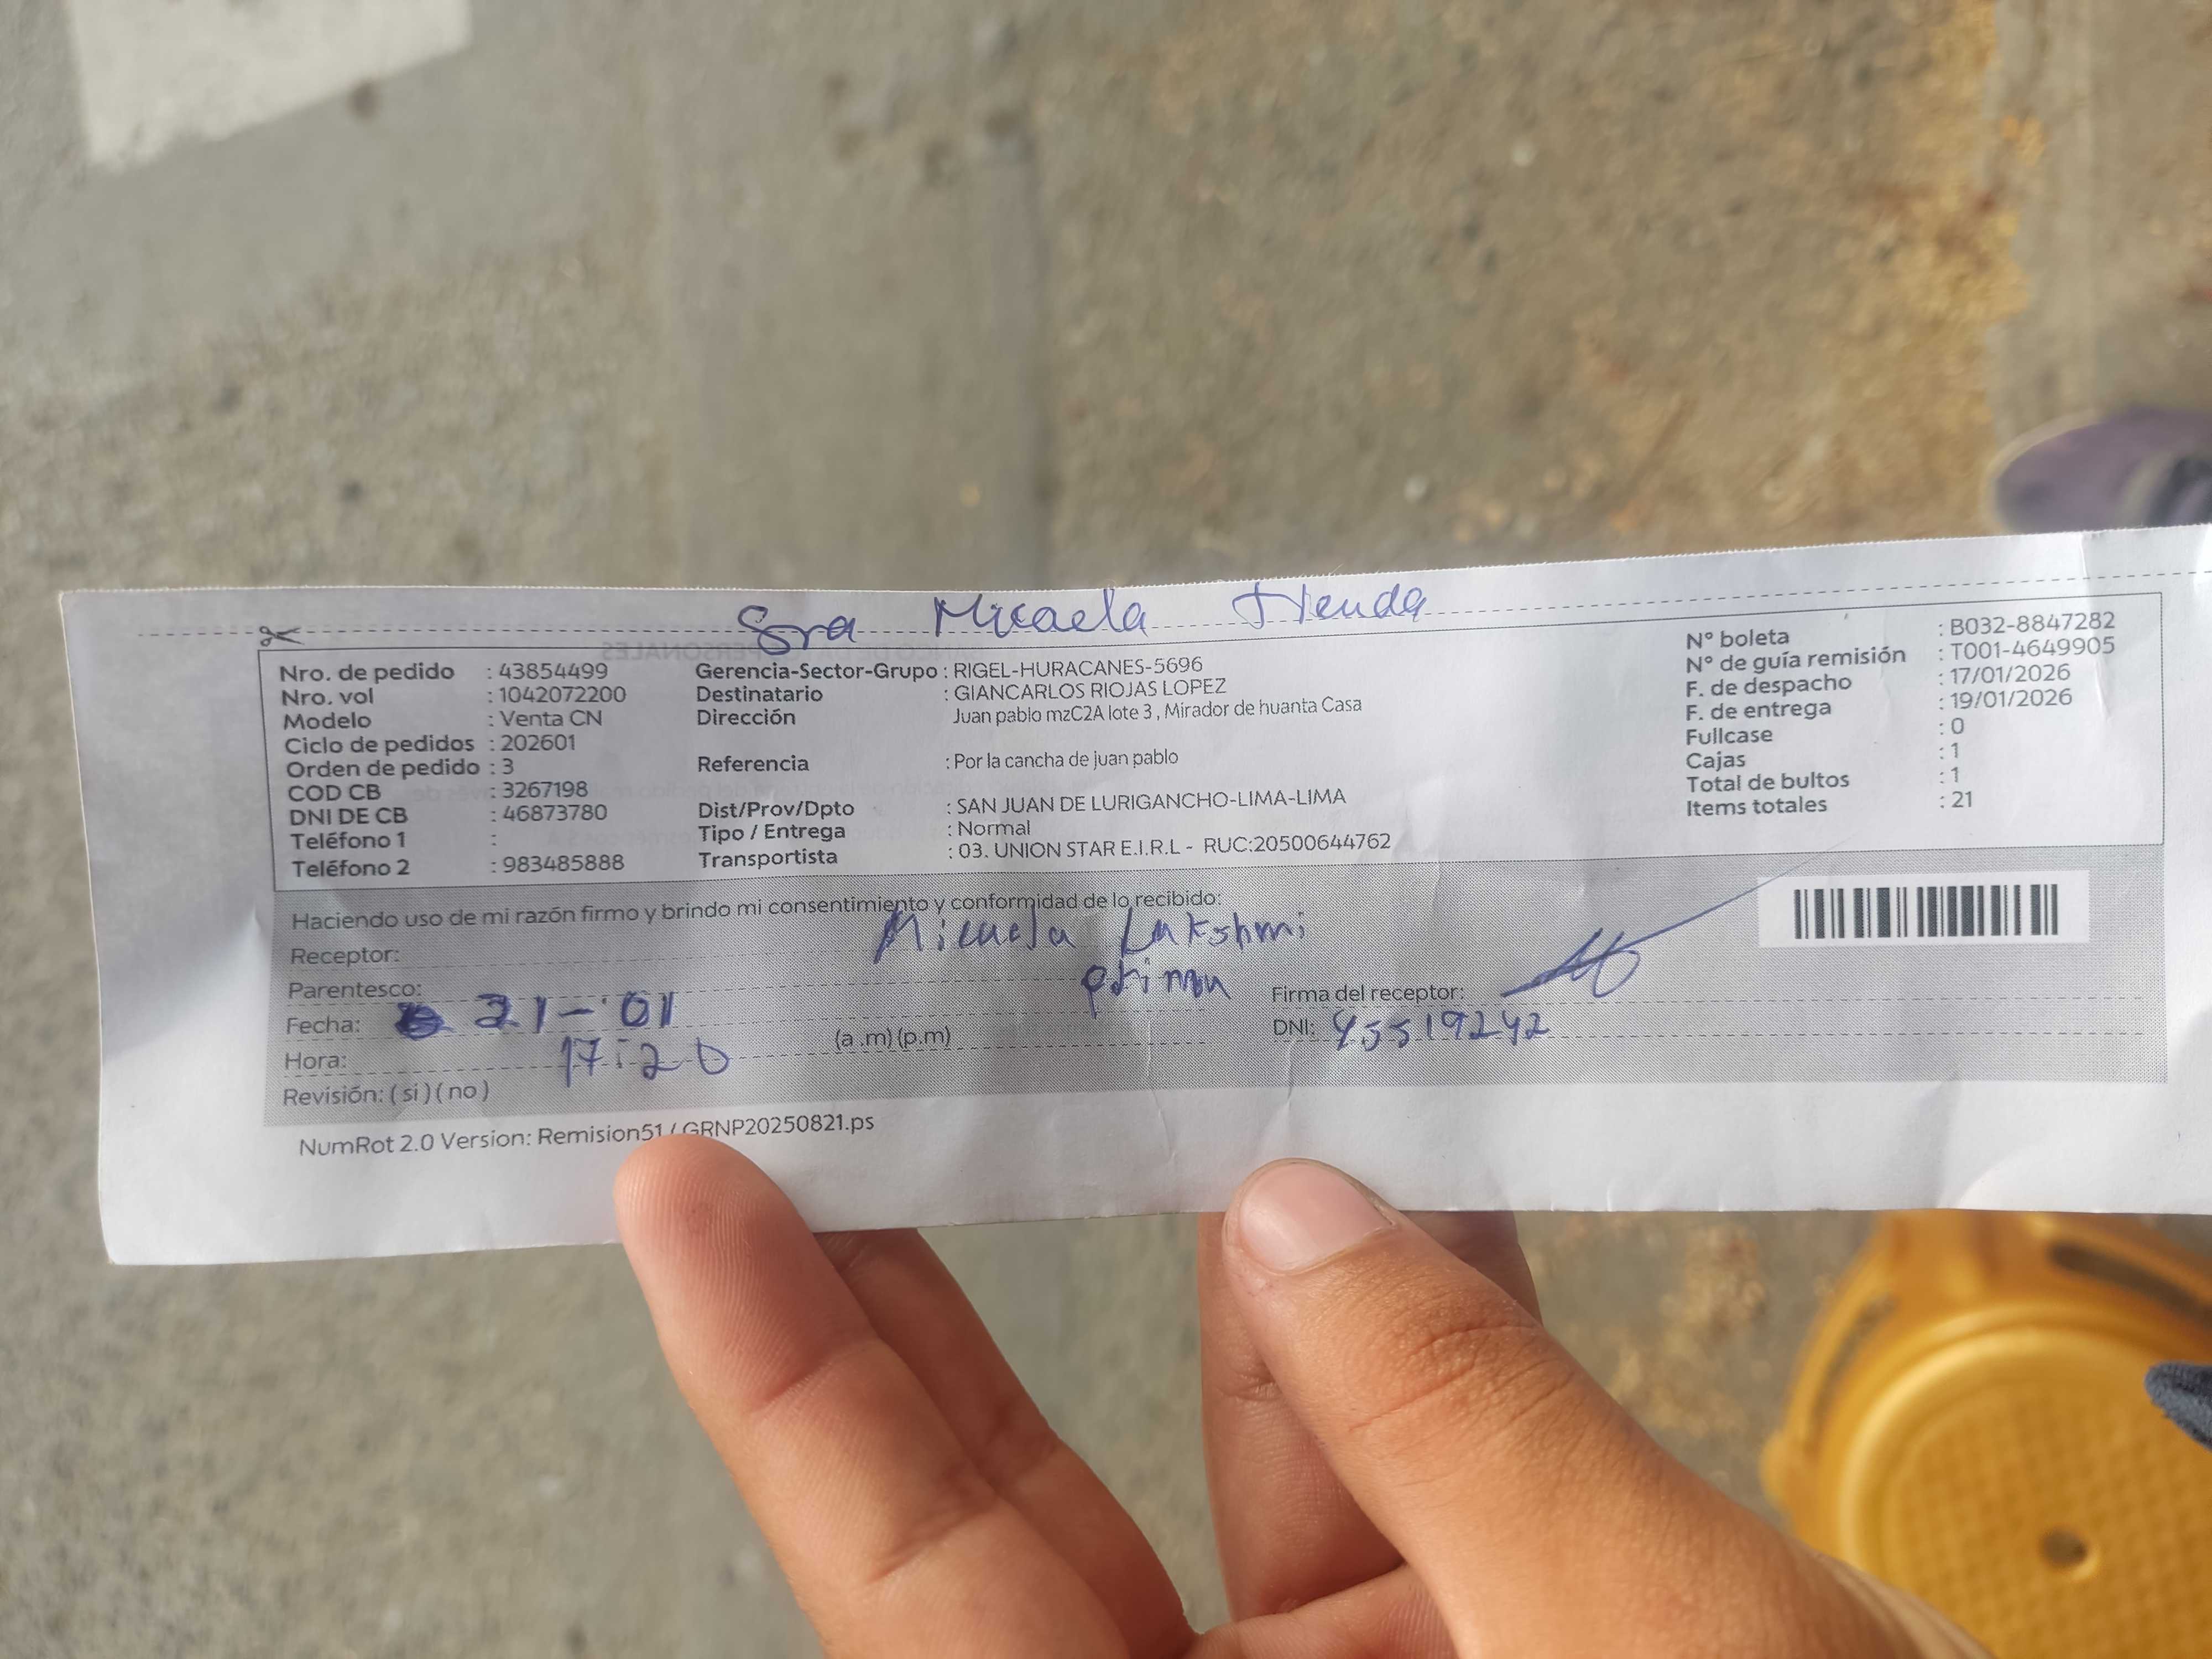 Sra Micaela tienda
Nro. de pedido : 43854499
Nro. vol : 1042072200
Modelo : Venta CN
Ciclo de pedidos : 202601
Orden de pedido : 3
COD CB : 3267198
DNI DE CB : 46873780
Teléfono 1 :
Teléfono 2 : 983485888
Gerencia-Sector-Grupo : RIGEL-HURACANES-5696
Destinatario : GIANCARLOS RIOJAS LOPEZ
Dirección Juan pablo mzC2A lote 3 , Mirador de huanta Casa
Referencia : Por la cancha de juan pablo
Dist/Prov/Dpto : SAN JUAN DE LURIGANCHO-LIMA-LIMA
Tipo / Entrega : Normal
Transportista : 03. UNION STAR E.I.R.L - RUC:20500644762
N° boleta : B032-8847282
N° de guía remisión : T001-4649905
F. de despacho : 17/01/2026
F. de entrega : 19/01/2026
Fullcase : 0
Cajas : 1
Total de bultos : 1
Items totales : 21
Haciendo uso de mi razón firmo y brindo mi consentimiento y conformidad de lo recibido:
Receptor: Micaela Lakshmi
Parentesco: prima
Fecha: 21-01
Hora: 17:20 (a .m) (p.m)
Revisión: ( si ) ( no )
Firma del receptor:
DNI: 45519242
NumRot 2.0 Version: Remision51 / GRNP20250821.ps